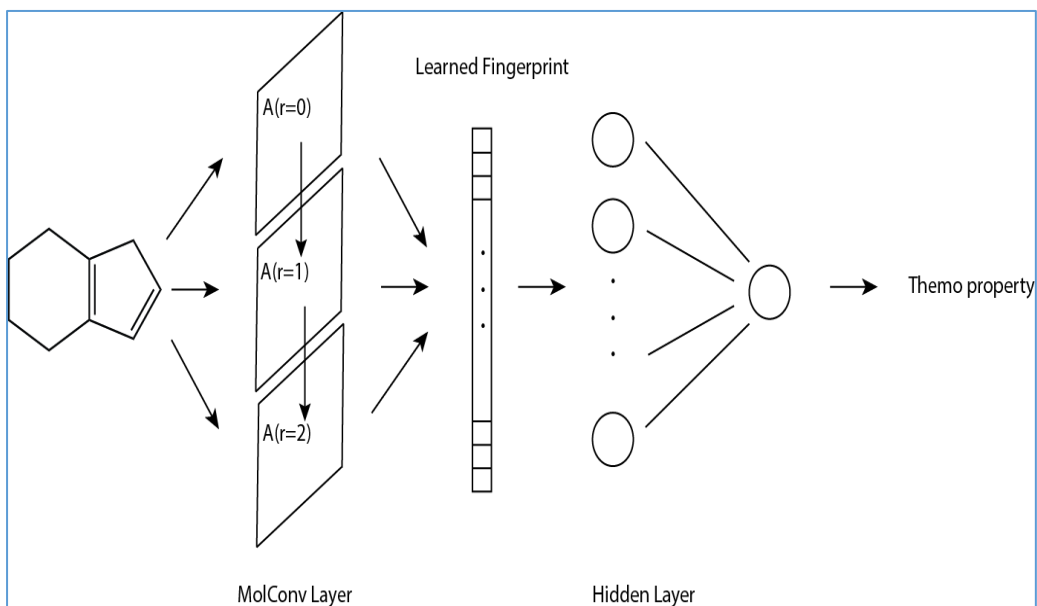 Learned Fingerprint
A(r=0)
A(r=1)
A(r=2)
Themo property
MolConv Layer
Hidden Layer